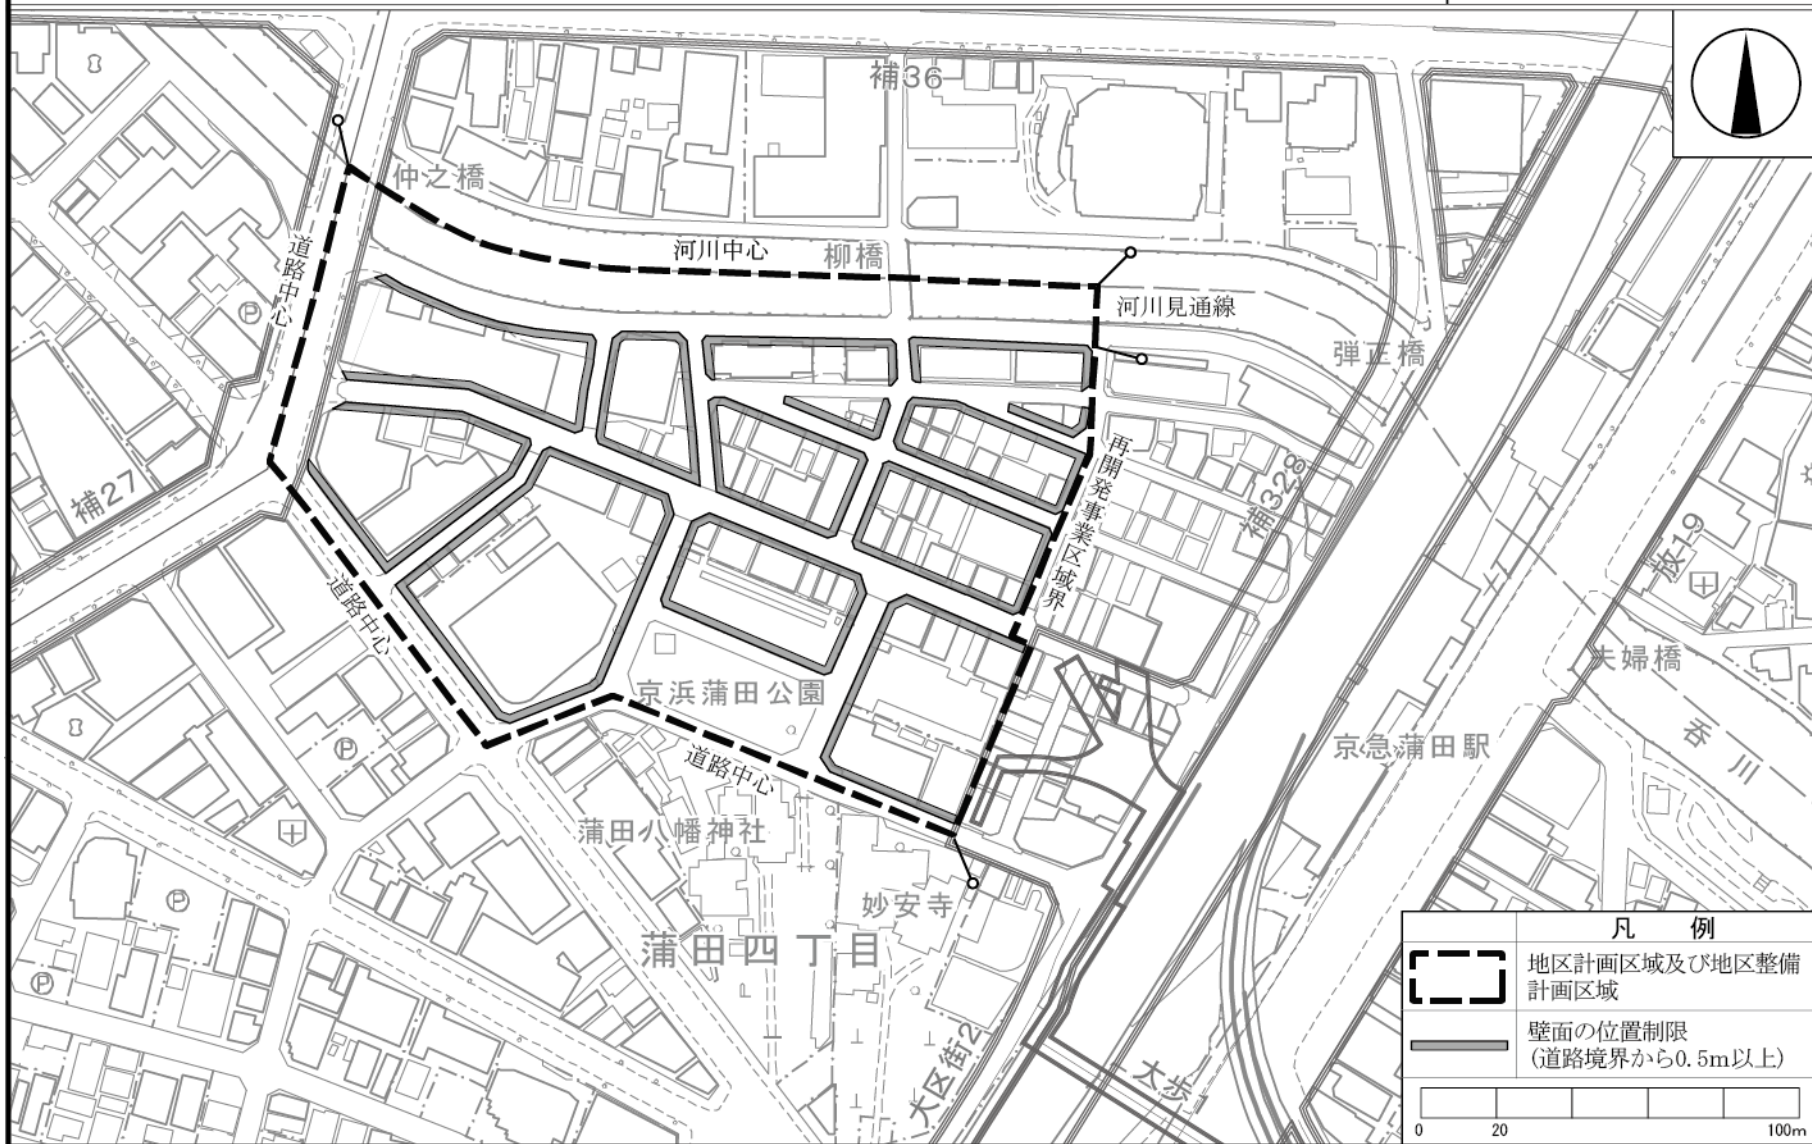 補36
仲之橋
河川中心
柳橋
道路中心
河川見通線
弾正橋
再開発事業区域界
補328
補27
道路中心
京浜蒲田公園
道路中心
夫婦橋
京急蒲田駅
呑川
蒲田八幡神社
妙安寺
蒲田四丁目
大区街2
凡 例
地区計画区域及び地区整備
計画区域
壁面の位置制限
(道路境界から0.5m以上)
0 20 100m
P
P
P
P